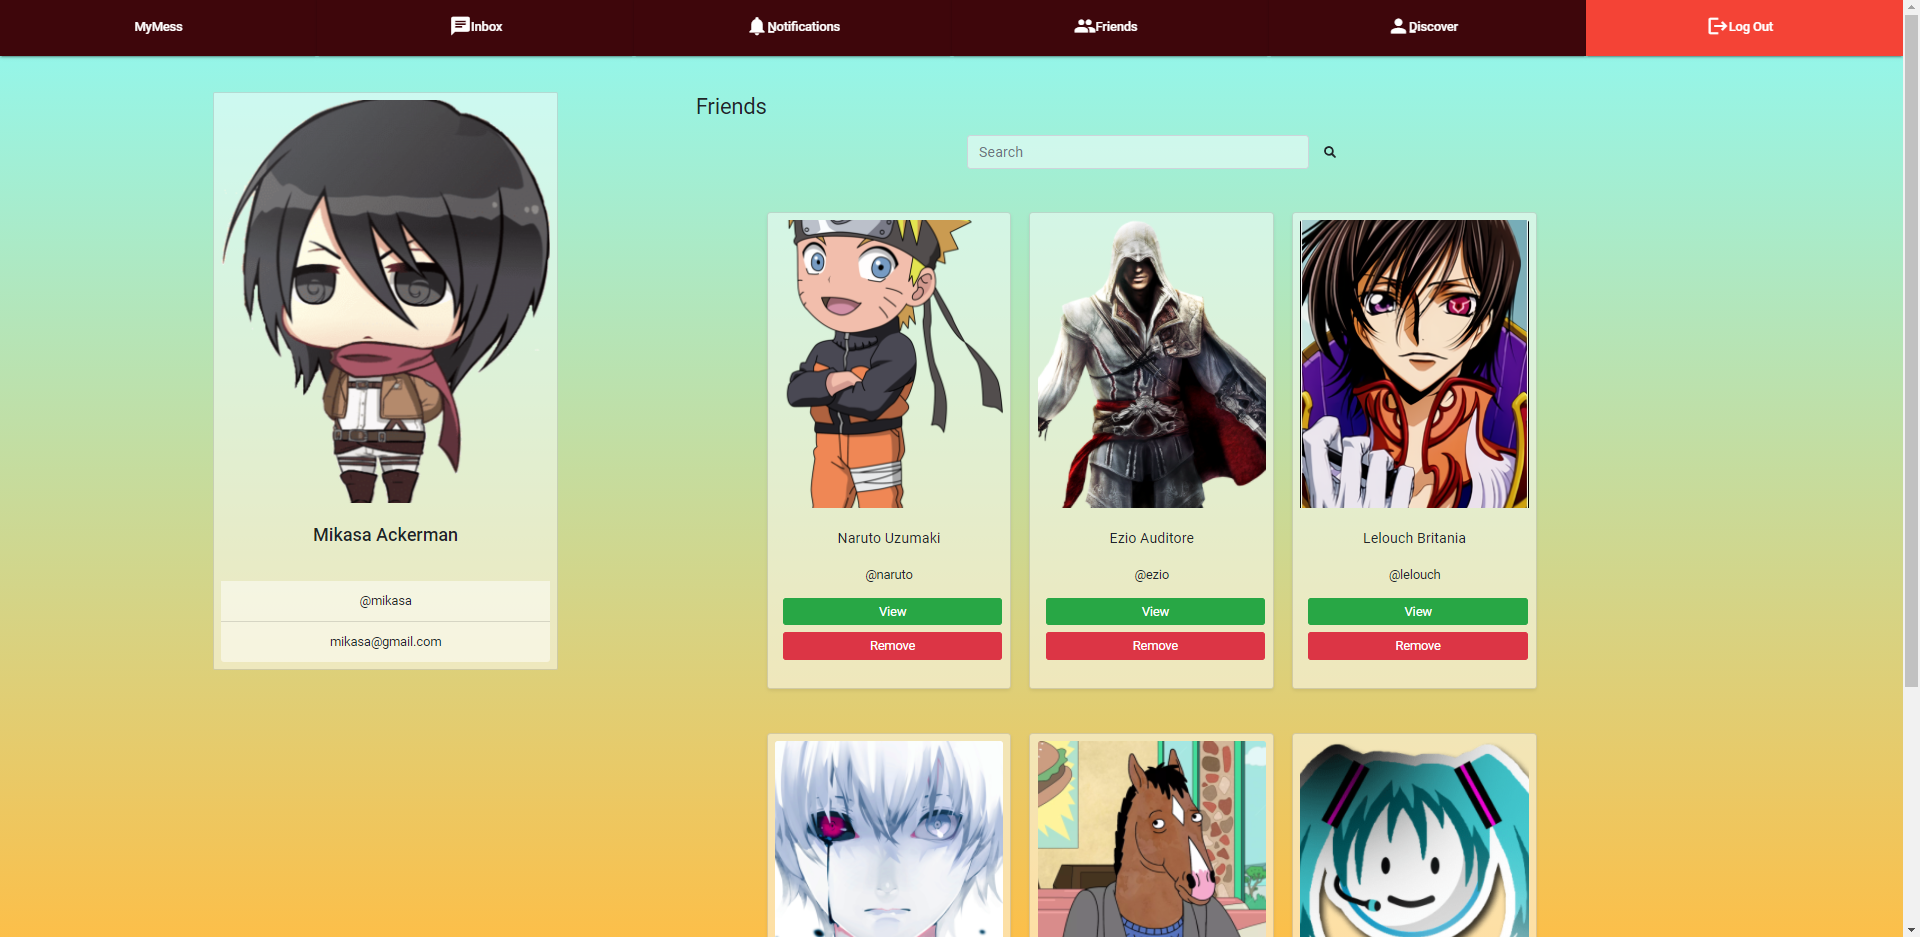 MyMess
Inbox
Notifications
Friends
Discover
Log Out
Friends
Search
Mikasa Ackerman
@mikasa
mikasa@gmail.com
Naruto Uzumaki
@naruto
View
Remove
Ezio Auditore
@ezio
View
Remove
Lelouch Britania
@lelouch
View
Remove